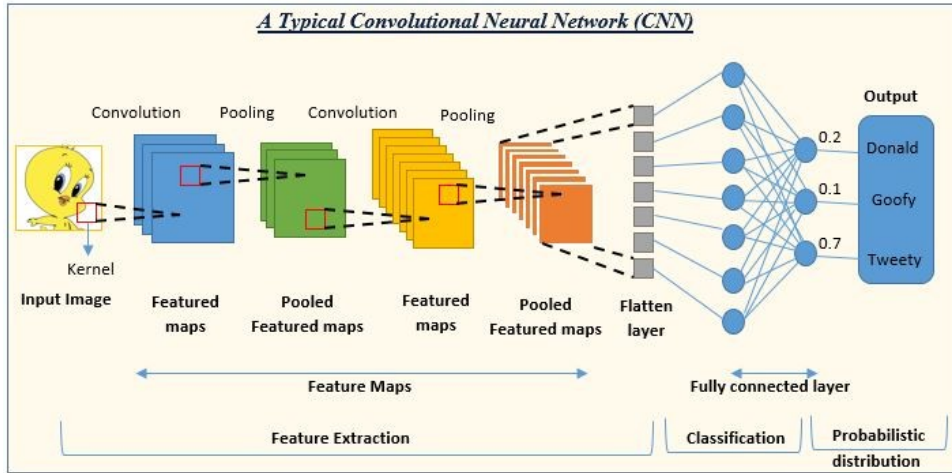 A Typical Convolutional Neural Network (CNN)
Convolution
Pooling
Convolution
Pooling
Output
0.2
Donald
0.1
Goofy
0.7
Tweety
Kernel
Input Image
Featured
maps
Pooled
Featured maps
Featured
maps
Pooled
Featured maps
Flatten
layer
Feature Maps
Fully connected layer
Feature Extraction
Classification
Probabilistic
distribution